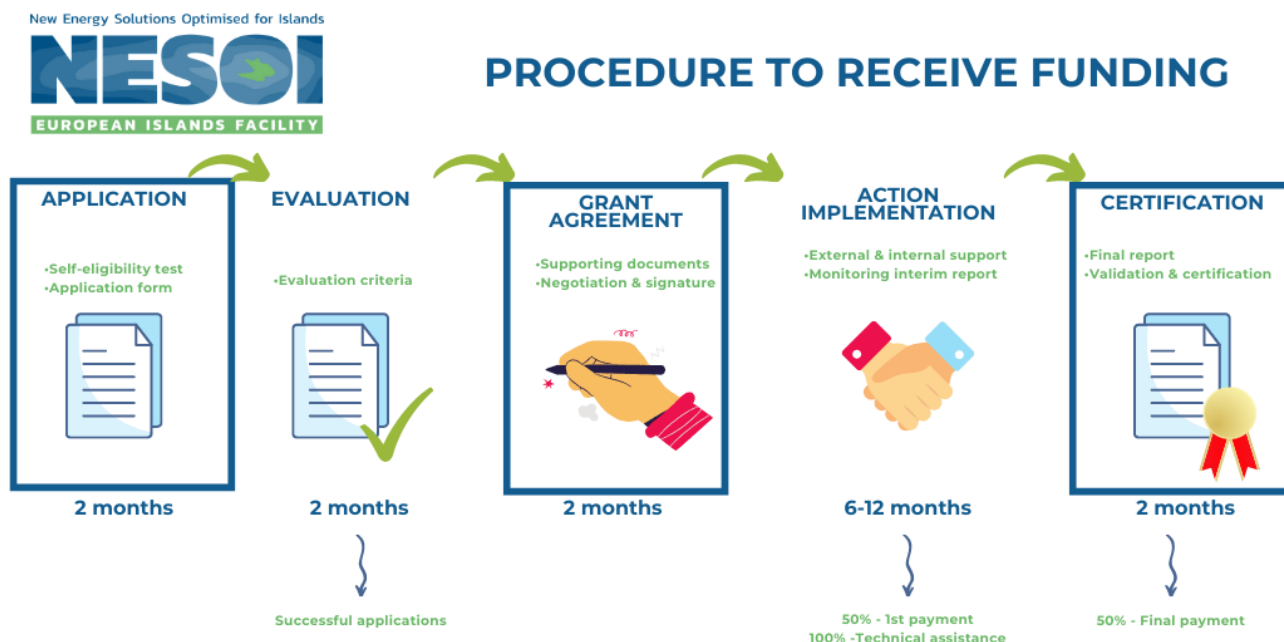 New Energy Solutions Optimised for Islands
NESOI
EUROPEAN ISLANDS FACILITY
PROCEDURE TO RECEIVE FUNDING
APPLICATION
•Self-eligibility test
•Application form
2 months
EVALUATION
•Evaluation criteria
2 months
Successful applications
GRANT
AGREEMENT
•Supporting documents
•Negotiation & signature
2 months
ACTION
IMPLEMENTATION
•External & internal support
•Monitoring interim report
6-12 months
50% - 1st payment
100% -Technical assistance
CERTIFICATION
•Final report
•Validation & certification
2 months
50% - Final payment